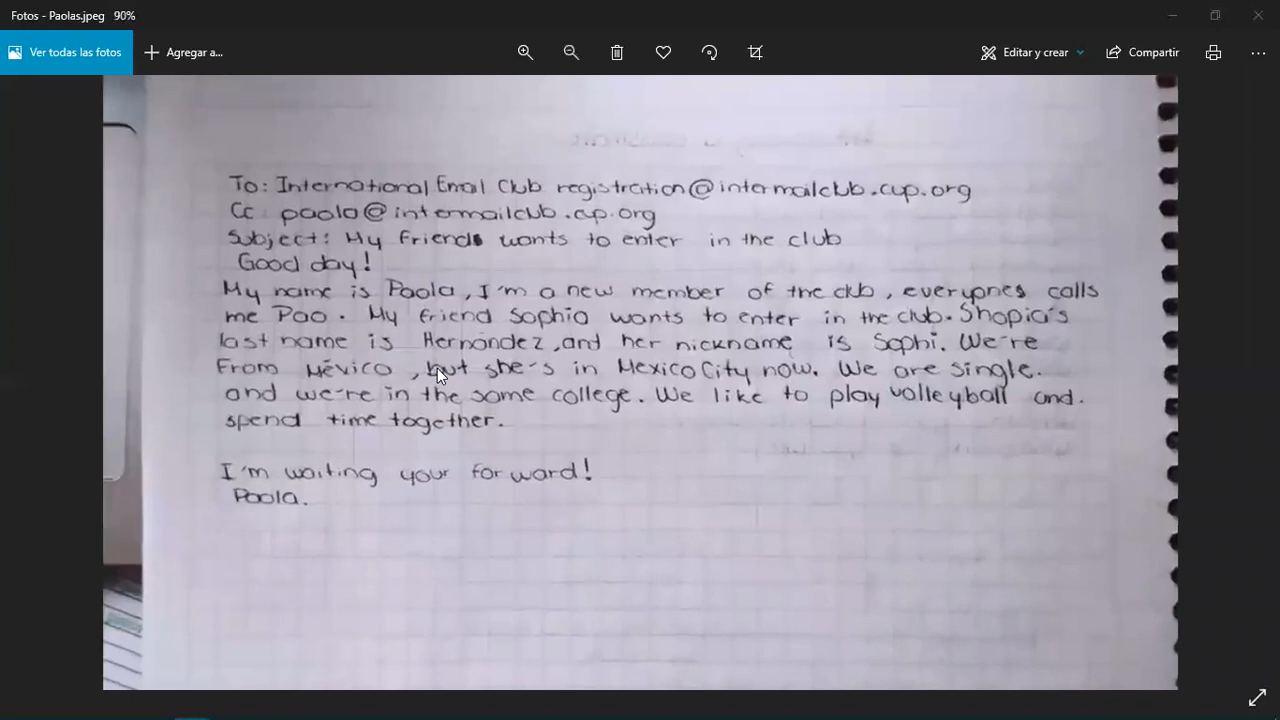 Fotos - Paolas.jpeg 90%
Ver todas las fotos
Agregar a...
Editar y crear
Compartir
To: International Email Club registration@intermailclub.cup.org
Cc: paola@intermailclub.cup.org
Subject: My friends wants to enter in the club
Good day!
My name is Paola, I'm a new member of the club, everyones calls
me Pao. My friend Sophia wants to enter in the club. Shopia's
last name is Hernández, and her nickname is Sophi. We're
From México, but she's in Mexico City now. We are single.
and we're in the same college. We like to play volleyball and.
spend time together.
I'm waiting your for ward!
Paola.